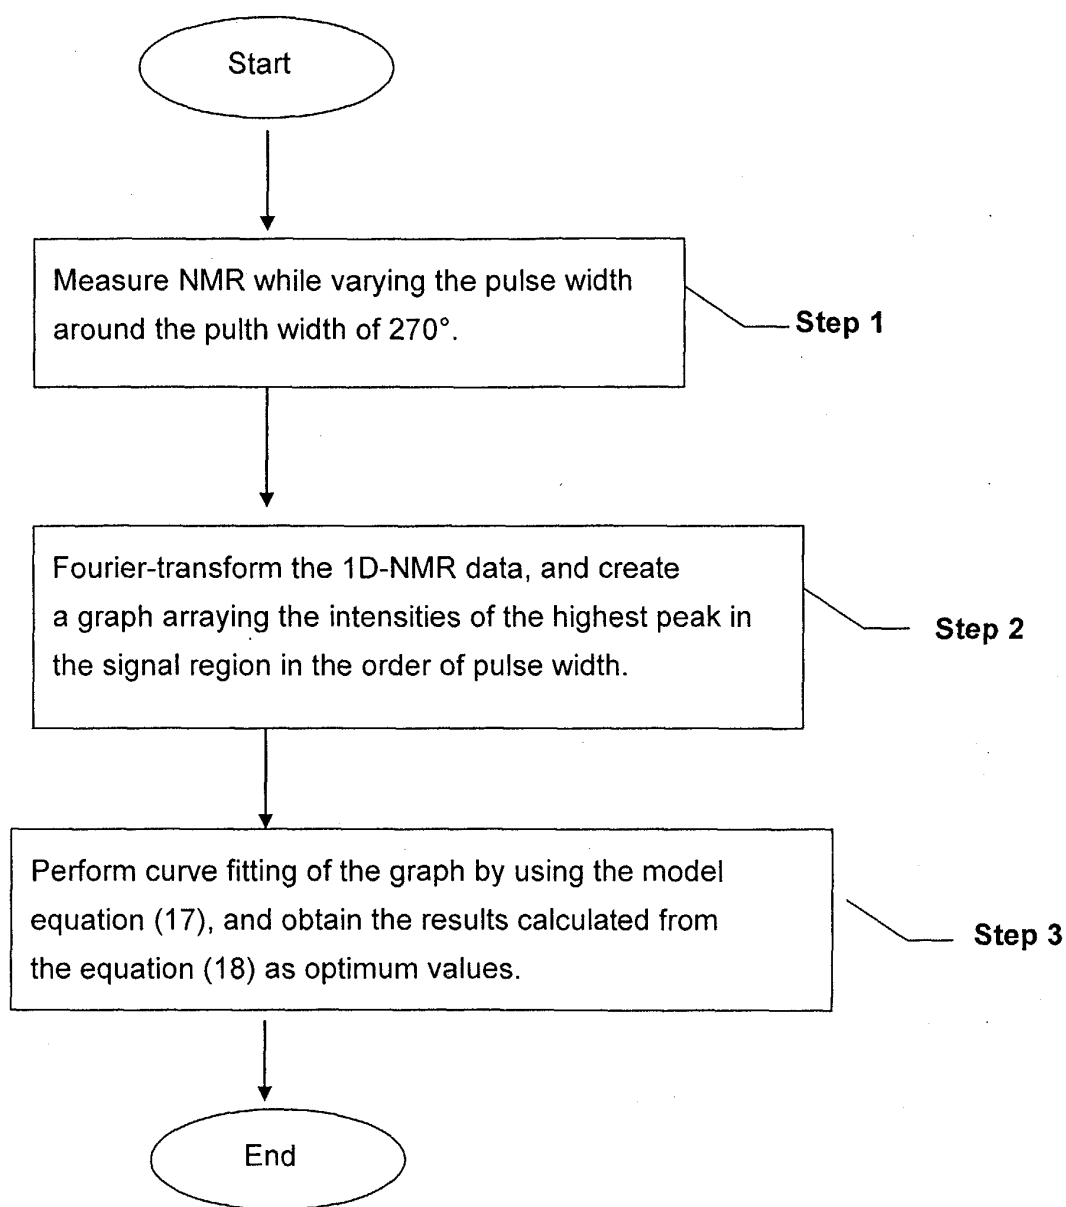 Start
Measure NMR while varying the pulse width
around the pulth width of 270°.
Step 1
Fourier-transform the 1D-NMR data, and create
a graph arraying the intensities of the highest peak in
the signal region in the order of pulse width.
Step 2
Perform curve fitting of the graph by using the model
equation (17), and obtain the results calculated from
the equation (18) as optimum values.
Step 3
End